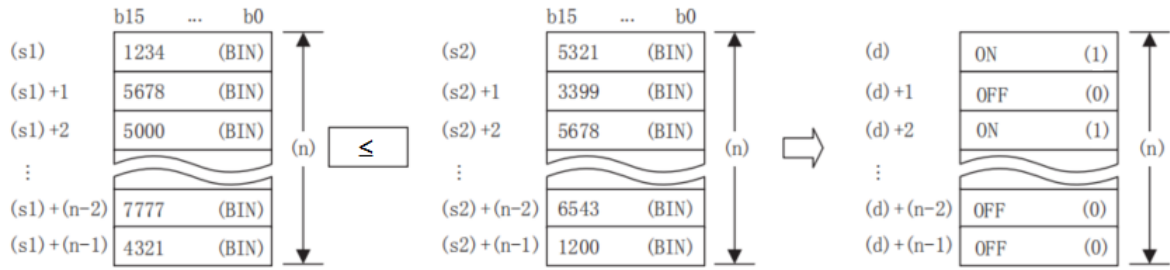 b15 ... b0 b15 ... b0
(s1) 1234 (BIN) (s2) 5321 (BIN) (d) ON (1)
(s1)+1 5678 (BIN) (s2)+1 3399 (BIN) (d)+1 OFF (0)
(s1)+2 5000 (BIN) (s2)+2 5678 (BIN) (d)+2 ON (1)
(n) ≤ (n) (n)
⋮ ⋮ ⋮
(s1)+(n-2) 7777 (BIN) (s2)+(n-2) 6543 (BIN) (d)+(n-2) OFF (0)
(s1)+(n-1) 4321 (BIN) (s2)+(n-1) 1200 (BIN) (d)+(n-1) OFF (0)